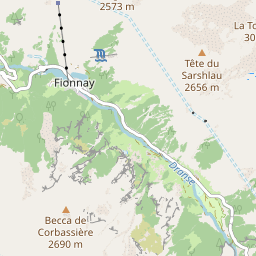 2573 m
La To
30
Tête du
Sarshlau
2656 m
Fionnay
Dranse
Becca de
Corbassière
2690 m